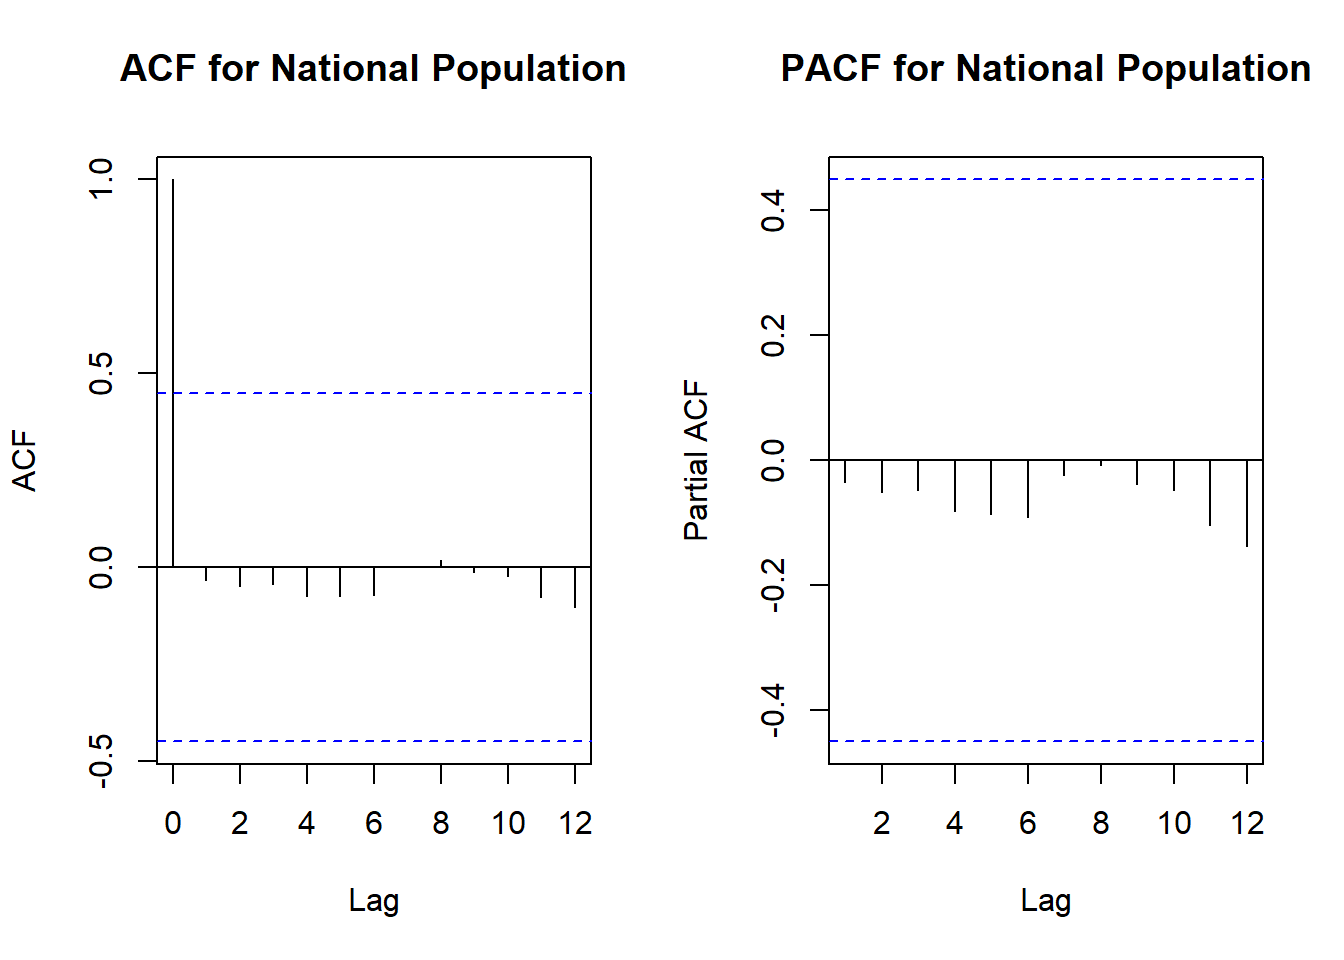 ACF for National Population
1.0
0.5
0.0
-0.5
ACF
0 2 4 6 8 10 12
Lag
PACF for National Population
0.4
0.2
0.0
-0.2
-0.4
Partial ACF
2 4 6 8 10 12
Lag